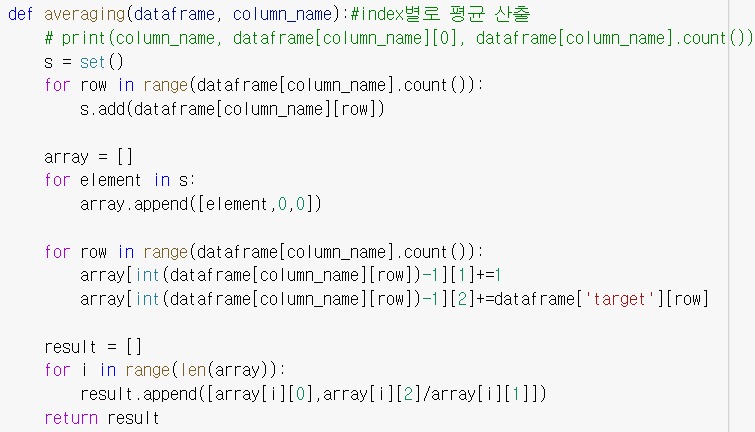 def averaging(dataframe, column_name):#index별로 평균 산출
    # print(column_name, dataframe[column_name][0], dataframe[column_name].count())
    s = set()
    for row in range(dataframe[column_name].count()):
        s.add(dataframe[column_name][row])

    array = []
    for element in s:
        array.append([element,0,0])

    for row in range(dataframe[column_name].count()):
        array[int(dataframe[column_name][row])-1][1]+=1
        array[int(dataframe[column_name][row])-1][2]+=dataframe['target'][row]

    result = []
    for i in range(len(array)):
        result.append([array[i][0],array[i][2]/array[i][1]])
    return result